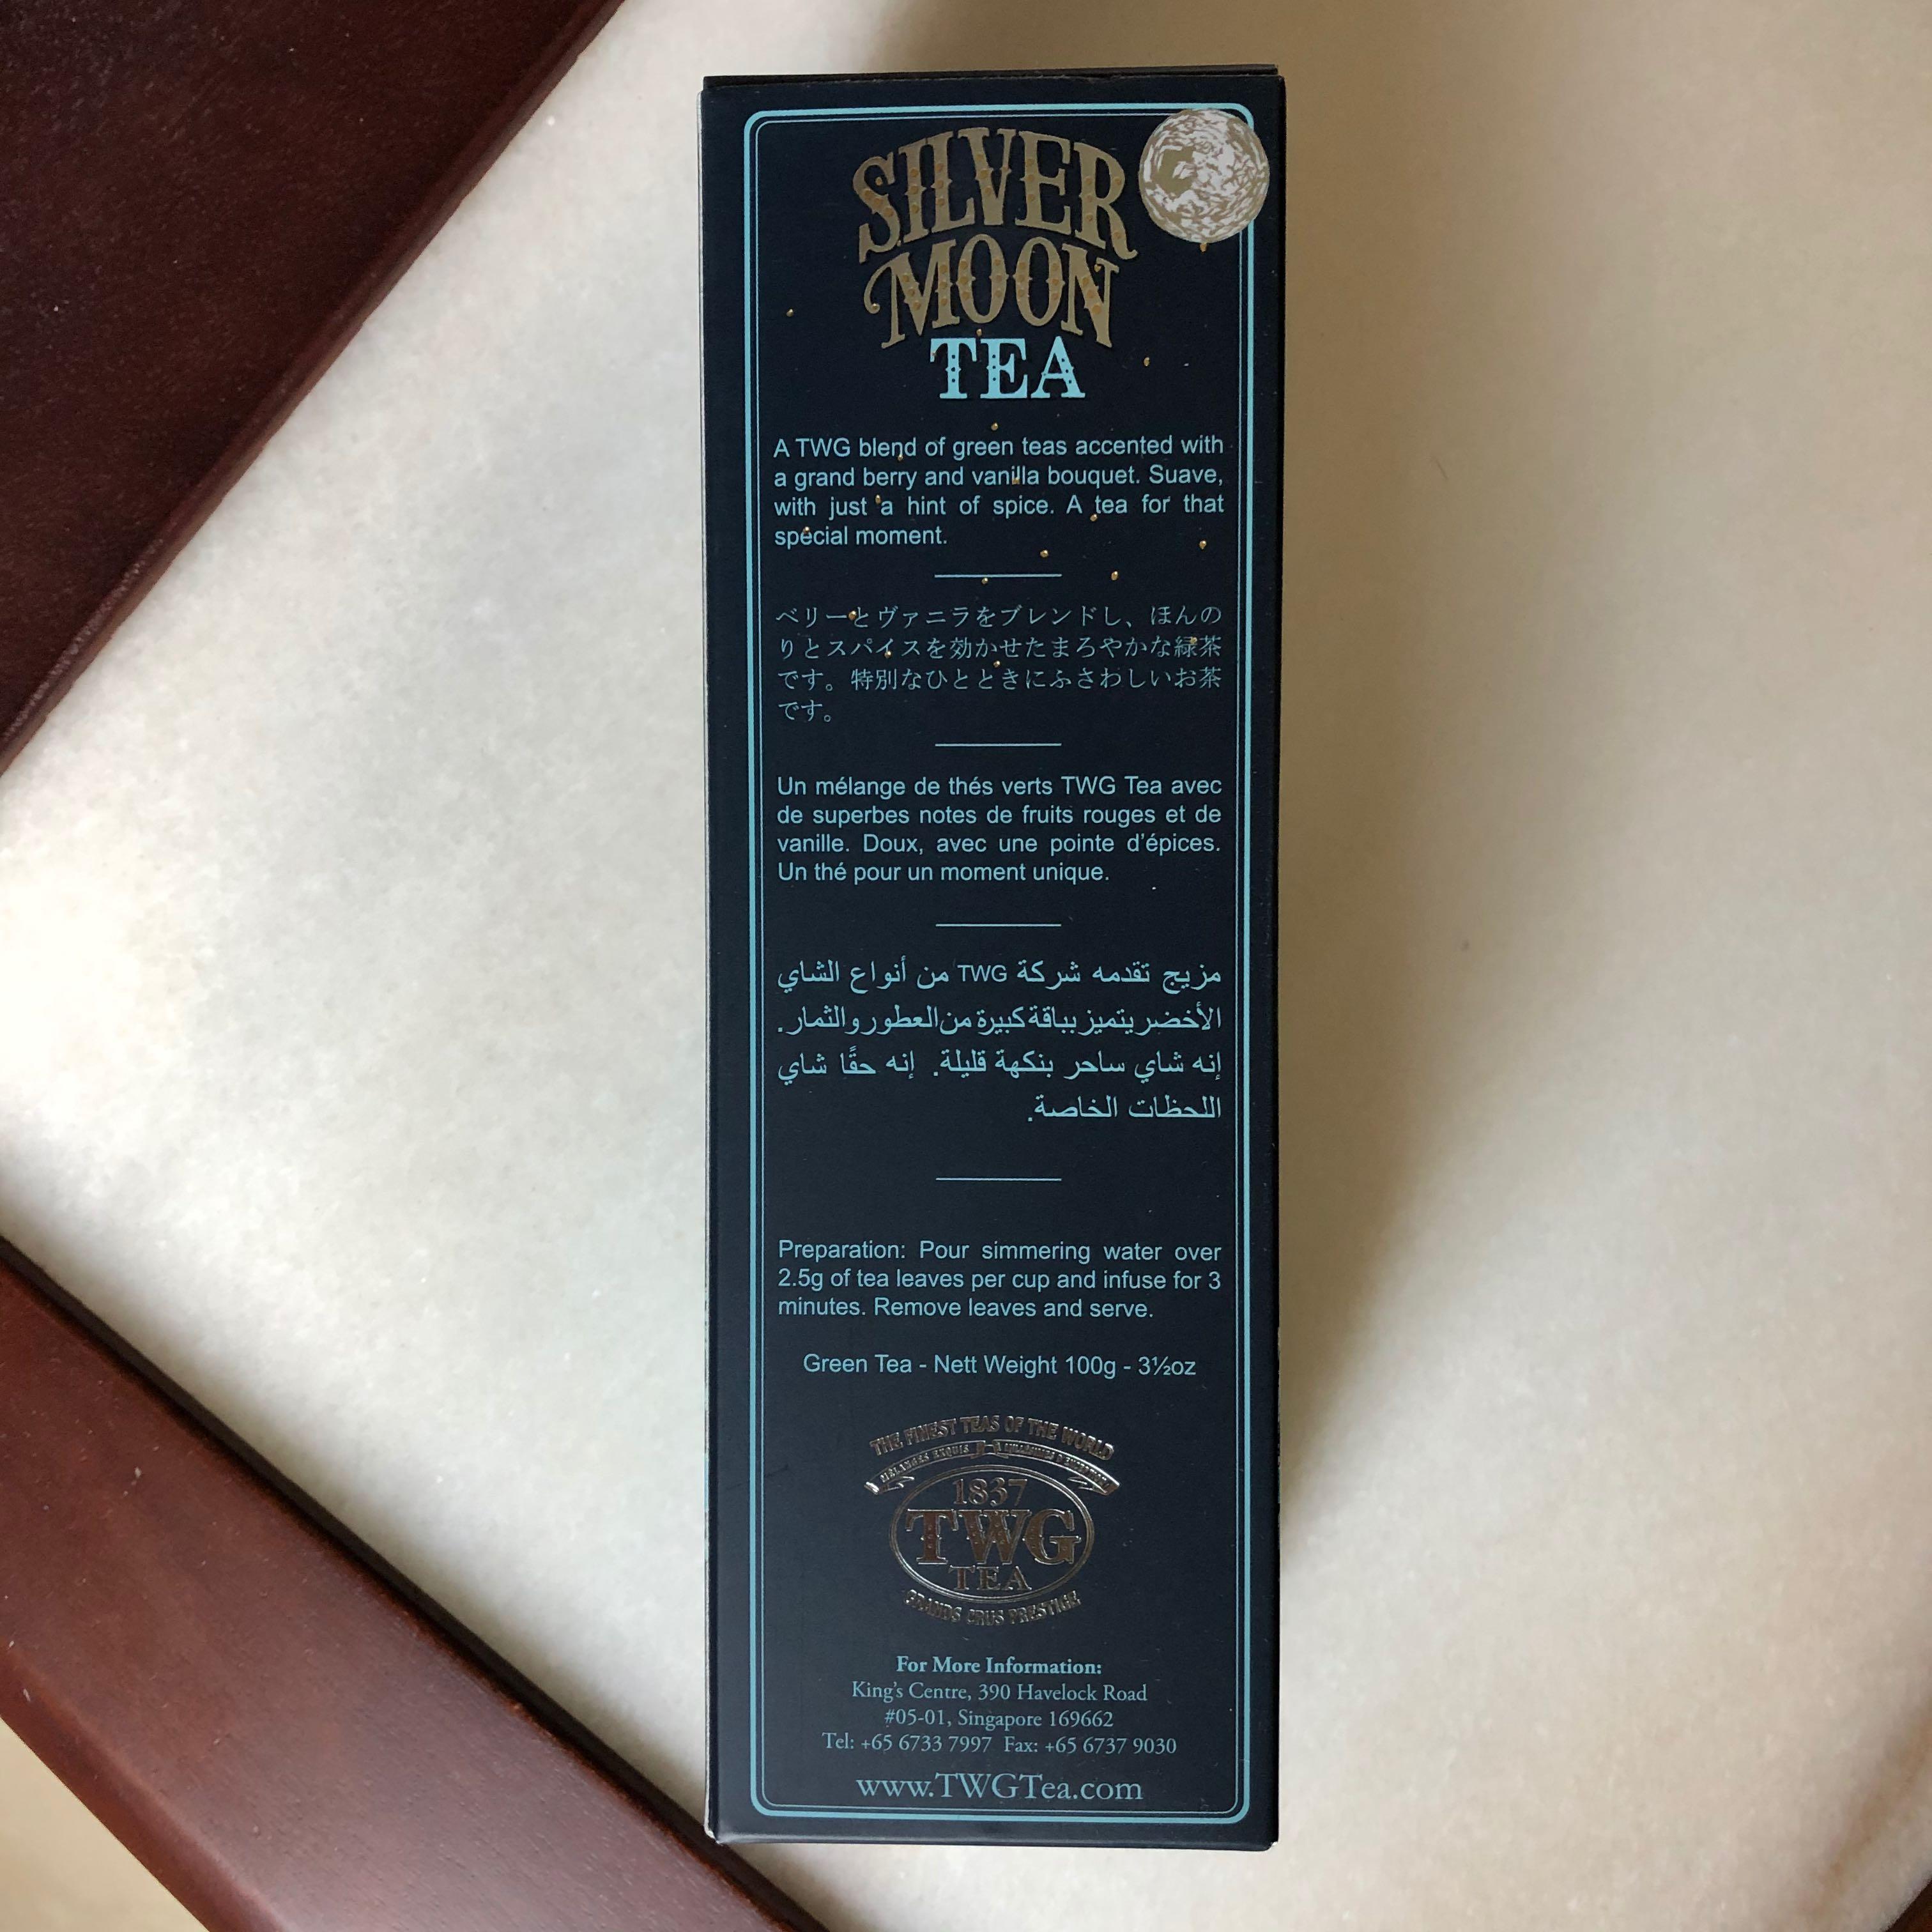 SILVER
MOON
TEA
A TWG blend of green teas accented with
a grand berry and vanilla bouquet. Suave,
with just a hint of spice. A tea for that
special moment.
ベリーとヴァニラをブレンドし、ほんの
りとスパイスを効かせたまろやかな緑茶
です。特別なひとときにふさわしいお茶
です。
Un mélange de thés verts TWG Tea avec
de superbes notes de fruits rouges et de
vanille. Doux, avec une pointe d'épices.
Un thé pour un moment unique.
مزيج تقدمه شركة TWG من أنواع الشاي
الأخضر يتميز بباقة كبيرة من العطور والثمار.
إنه شاي ساحر بنكهة قليلة. إنه حقًا شاي
اللحظات الخاصة.
Preparation: Pour simmering water over
2.5g of tea leaves per cup and infuse for 3
minutes. Remove leaves and serve.
Green Tea - Nett Weight 100g - 3½oz
THE FINEST TEAS OF THE WORLD
MÉLANGES EXQUIS
1837
TWG
TEA
GRANDS CRUS PRESTIGE
For More Information:
King's Centre, 390 Havelock Road
#05-01, Singapore 169662
Tel: +65 6733 7997 Fax: +65 6737 9030
www.TWGTea.com